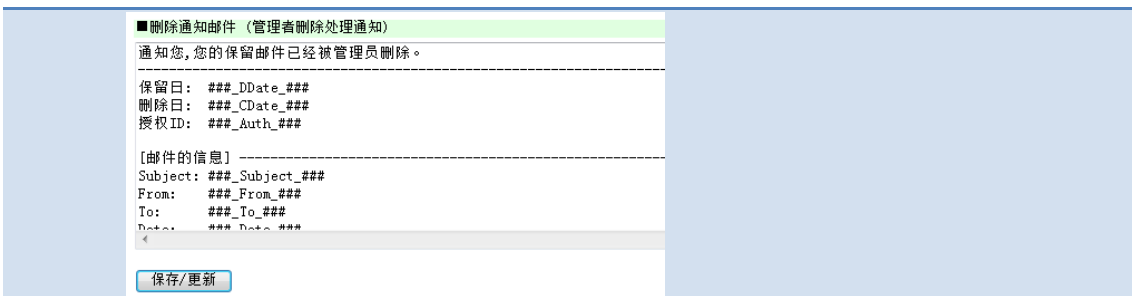 ■删除通知邮件 (管理者删除处理通知)
通知您,您的保留邮件已经被管理员删除。
--------------------------------------------------------------------
保留日: ###_DDate_###
删除日: ###_CDate_###
授权ID: ###_Auth_###
[邮件的信息] -------------------------------------------------------
Subject: ###_Subject_###
From: ###_From_###
To: ###_To_###
Date: ###_Date_###
保存/更新